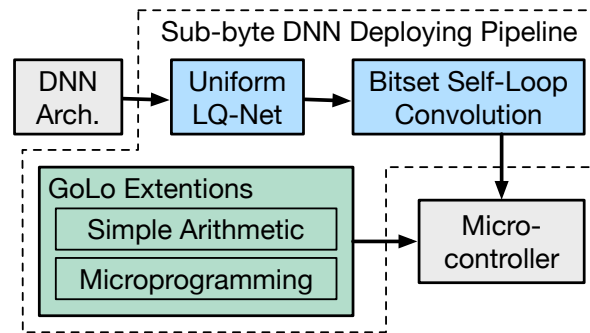 Sub-byte DNN Deploying Pipeline
DNN
Arch.
Uniform
LQ-Net
Bitset Self-Loop
Convolution
GoLo Extentions
Simple Arithmetic
Microprogramming
Micro-
controller